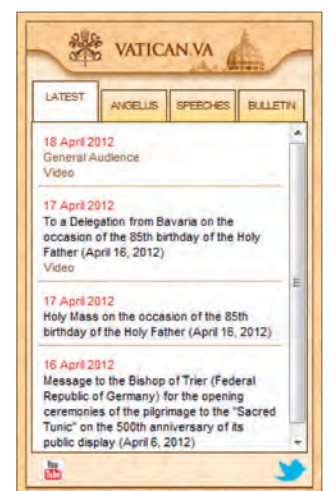 VATICAN.VA
LATEST
ANGELUS
SPEECHES
BULLETIN
18 April 2012
General Audience
Video
17 April 2012
To a Delegation from Bavaria on the
occasion of the 85th birthday of the Holy
Father (April 16, 2012)
Video
17 April 2012
Holy Mass on the occasion of the 85th
birthday of the Holy Father (April 16, 2012)
16 April 2012
Message to the Bishop of Trier (Federal
Republic of Germany) for the opening
ceremonies of the pilgrimage to the "Sacred
Tunic" on the 500th anniversary of its
public display (April 6, 2012)
You
Tube